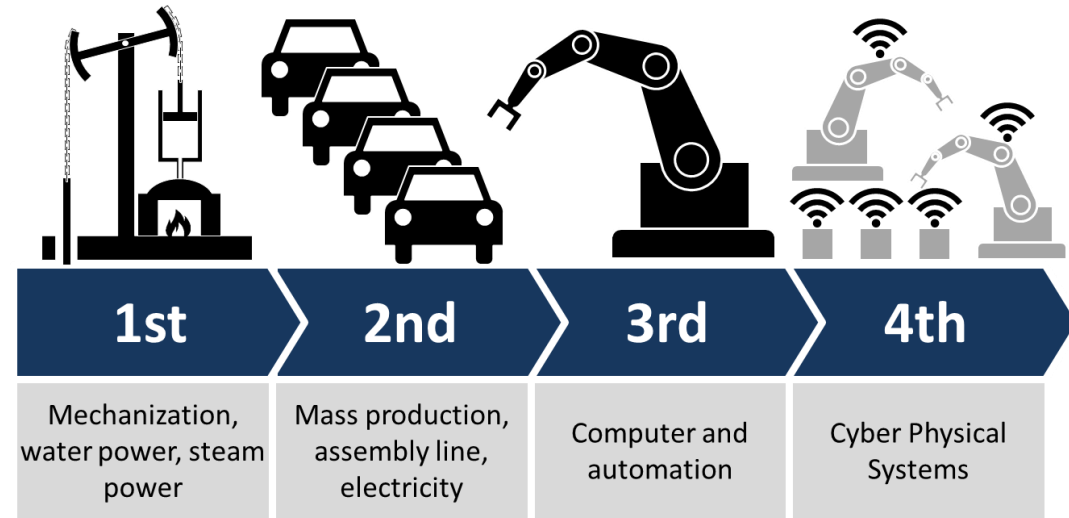 1st
2nd
3rd
4th
Mechanization,
water power, steam
power
Mass production,
assembly line,
electricity
Computer and
automation
Cyber Physical
Systems